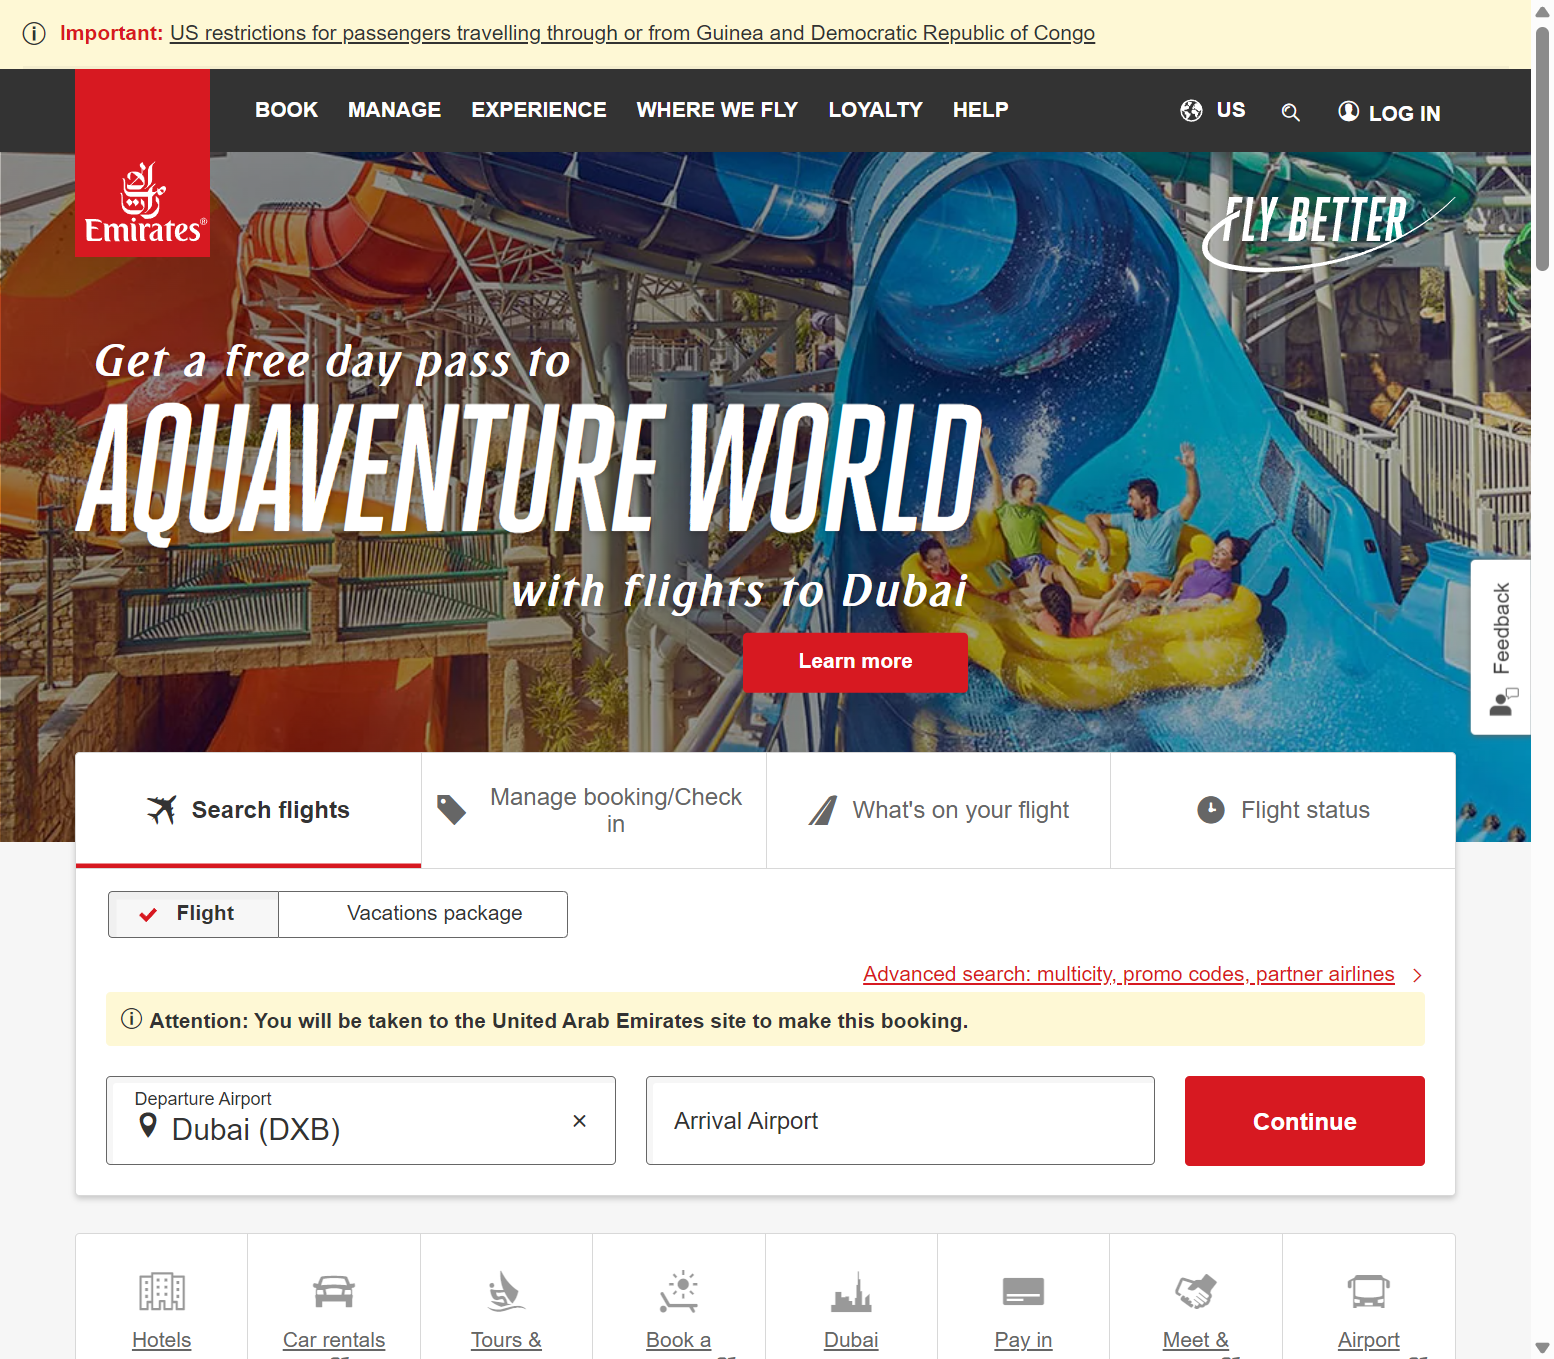 Important: US restrictions for passengers travelling through or from Guinea and Democratic Republic of Congo
BOOK MANAGE EXPERIENCE WHERE WE FLY LOYALTY HELP US LOG IN
Emirates®
FLY BETTER
Get a free day pass to
AQUAVENTURE WORLD
with flights to Dubai
Learn more
Feedback
Search flights
Manage booking/Check
in
What's on your flight
Flight status
Flight
Vacations package
Advanced search: multicity, promo codes, partner airlines
Attention: You will be taken to the United Arab Emirates site to make this booking.
Departure Airport
Dubai (DXB)
Arrival Airport
Continue
Hotels
Car rentals
Tours &
Book a
Dubai
Pay in
Meet &
Airport